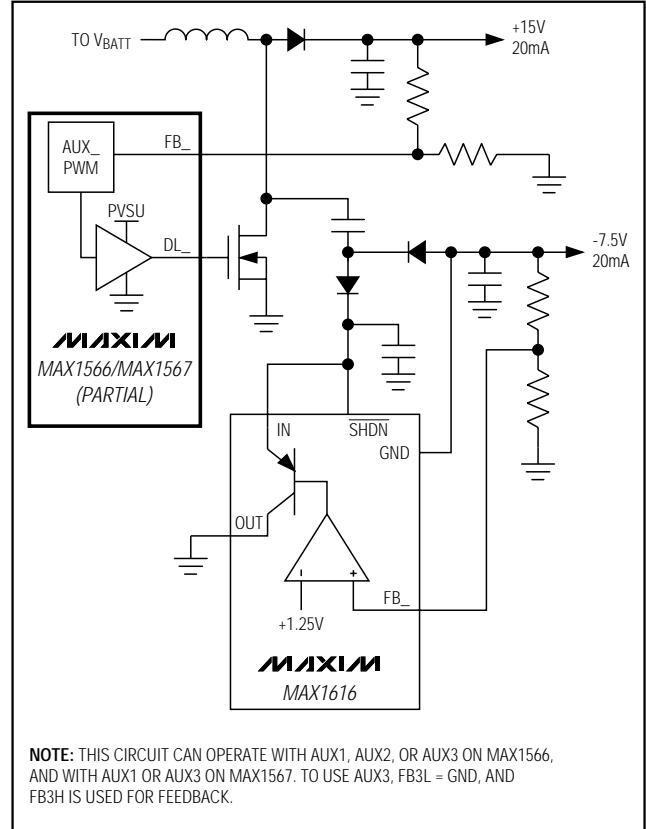 TO VBATT
+15V
20mA
AUX_
PWM
FB_
PVSU
DL_
-7.5V
20mA
MAXIM
MAX1566/MAX1567
(PARTIAL)
IN
SHDN
GND
OUT
FB_
+1.25V
MAXIM
MAX1616
NOTE: THIS CIRCUIT CAN OPERATE WITH AUX1, AUX2, OR AUX3 ON MAX1566,
AND WITH AUX1 OR AUX3 ON MAX1567. TO USE AUX3, FB3L = GND, AND
FB3H IS USED FOR FEEDBACK.